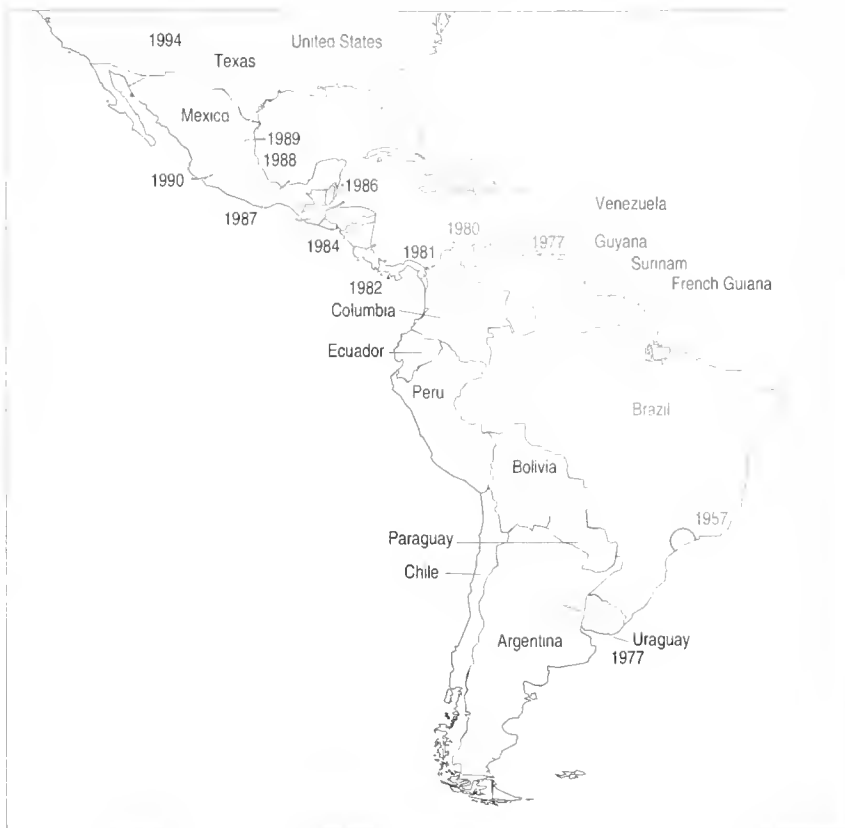 1994
United States
Texas
Mexico
1989
1988
1990
1986
1987
Venezuela
1980
1984
1981
1977
Guyana
Surinam
1982
French Guiana
Columbia
Ecuador
Peru
Brazil
Bolivia
1957
Paraguay
Chile
Argentina
Uraguay
1977